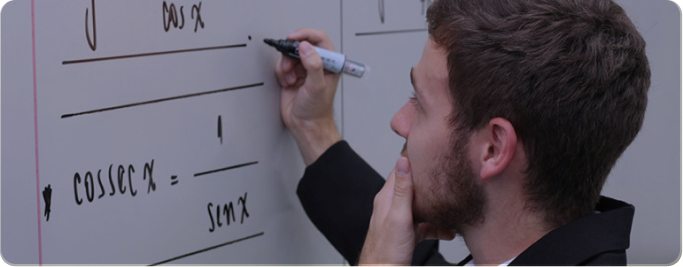 cos x
1
cossec x =
sen x